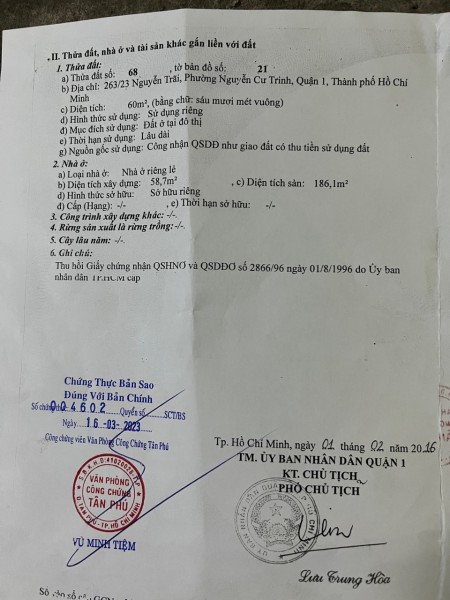 II. Thửa đất, nhà ở và tài sản khác gắn liền với đất
1. Thửa đất:
a) Thửa đất số: 68 , tờ bản đồ số: 21
b) Địa chỉ: 263/23 Nguyễn Trãi, Phường Nguyễn Cư Trinh, Quận 1, Thành phố Hồ Chí
Minh
c) Diện tích: 60m², (bằng chữ: sáu mươi mét vuông)
d) Hình thức sử dụng: Sử dụng riêng
đ) Mục đích sử dụng: Đất ở tại đô thị
e) Thời hạn sử dụng: Lâu dài
g) Nguồn gốc sử dụng: Công nhận QSDĐ như giao đất có thu tiền sử dụng đất
2. Nhà ở:
a) Loại nhà ở: Nhà ở riêng lẻ
b) Diện tích xây dựng: 58,7m² , c) Diện tích sàn: 186,1m²
d) Hình thức sở hữu: Sở hữu riêng
đ) Cấp (Hạng): -/- , e) Thời hạn sở hữu: -/-
3. Công trình xây dựng khác: -/-.
4. Rừng sản xuất là rừng trồng: -/-.
5. Cây lâu năm: -/-.
6. Ghi chú:
Thu hồi Giấy chứng nhận QSHNƠ và QSDĐƠ số 2866/96 ngày 01/8/1996 do Ủy ban
nhân dân TP.HCM cấp
Chứng Thực Bản Sao
Đúng Với Bản Chính
Số chứng thực 004602 Quyển số SCT/BS
Ngày 16-03-2023
Công chứng viên Văn Phòng Công Chứng Tân Phú
VĂN PHÒNG
CÔNG CHỨNG
TÂN PHÚ
Q.TÂN PHÚ - TP.HỒ CHÍ MINH
VŨ MINH TIỆM
Tp. Hồ Chí Minh, ngày 01 tháng 02 năm 2016
TM. ỦY BAN NHÂN DÂN QUẬN 1
KT. CHỦ TỊCH
PHÓ CHỦ TỊCH
Lưu Trung Hòa